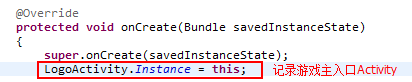 @Override
protected void onCreate(Bundle savedInstanceState)
{
super.onCreate(savedInstanceState);
LogoActivity.Instance = this; 记录游戏主入口Activity